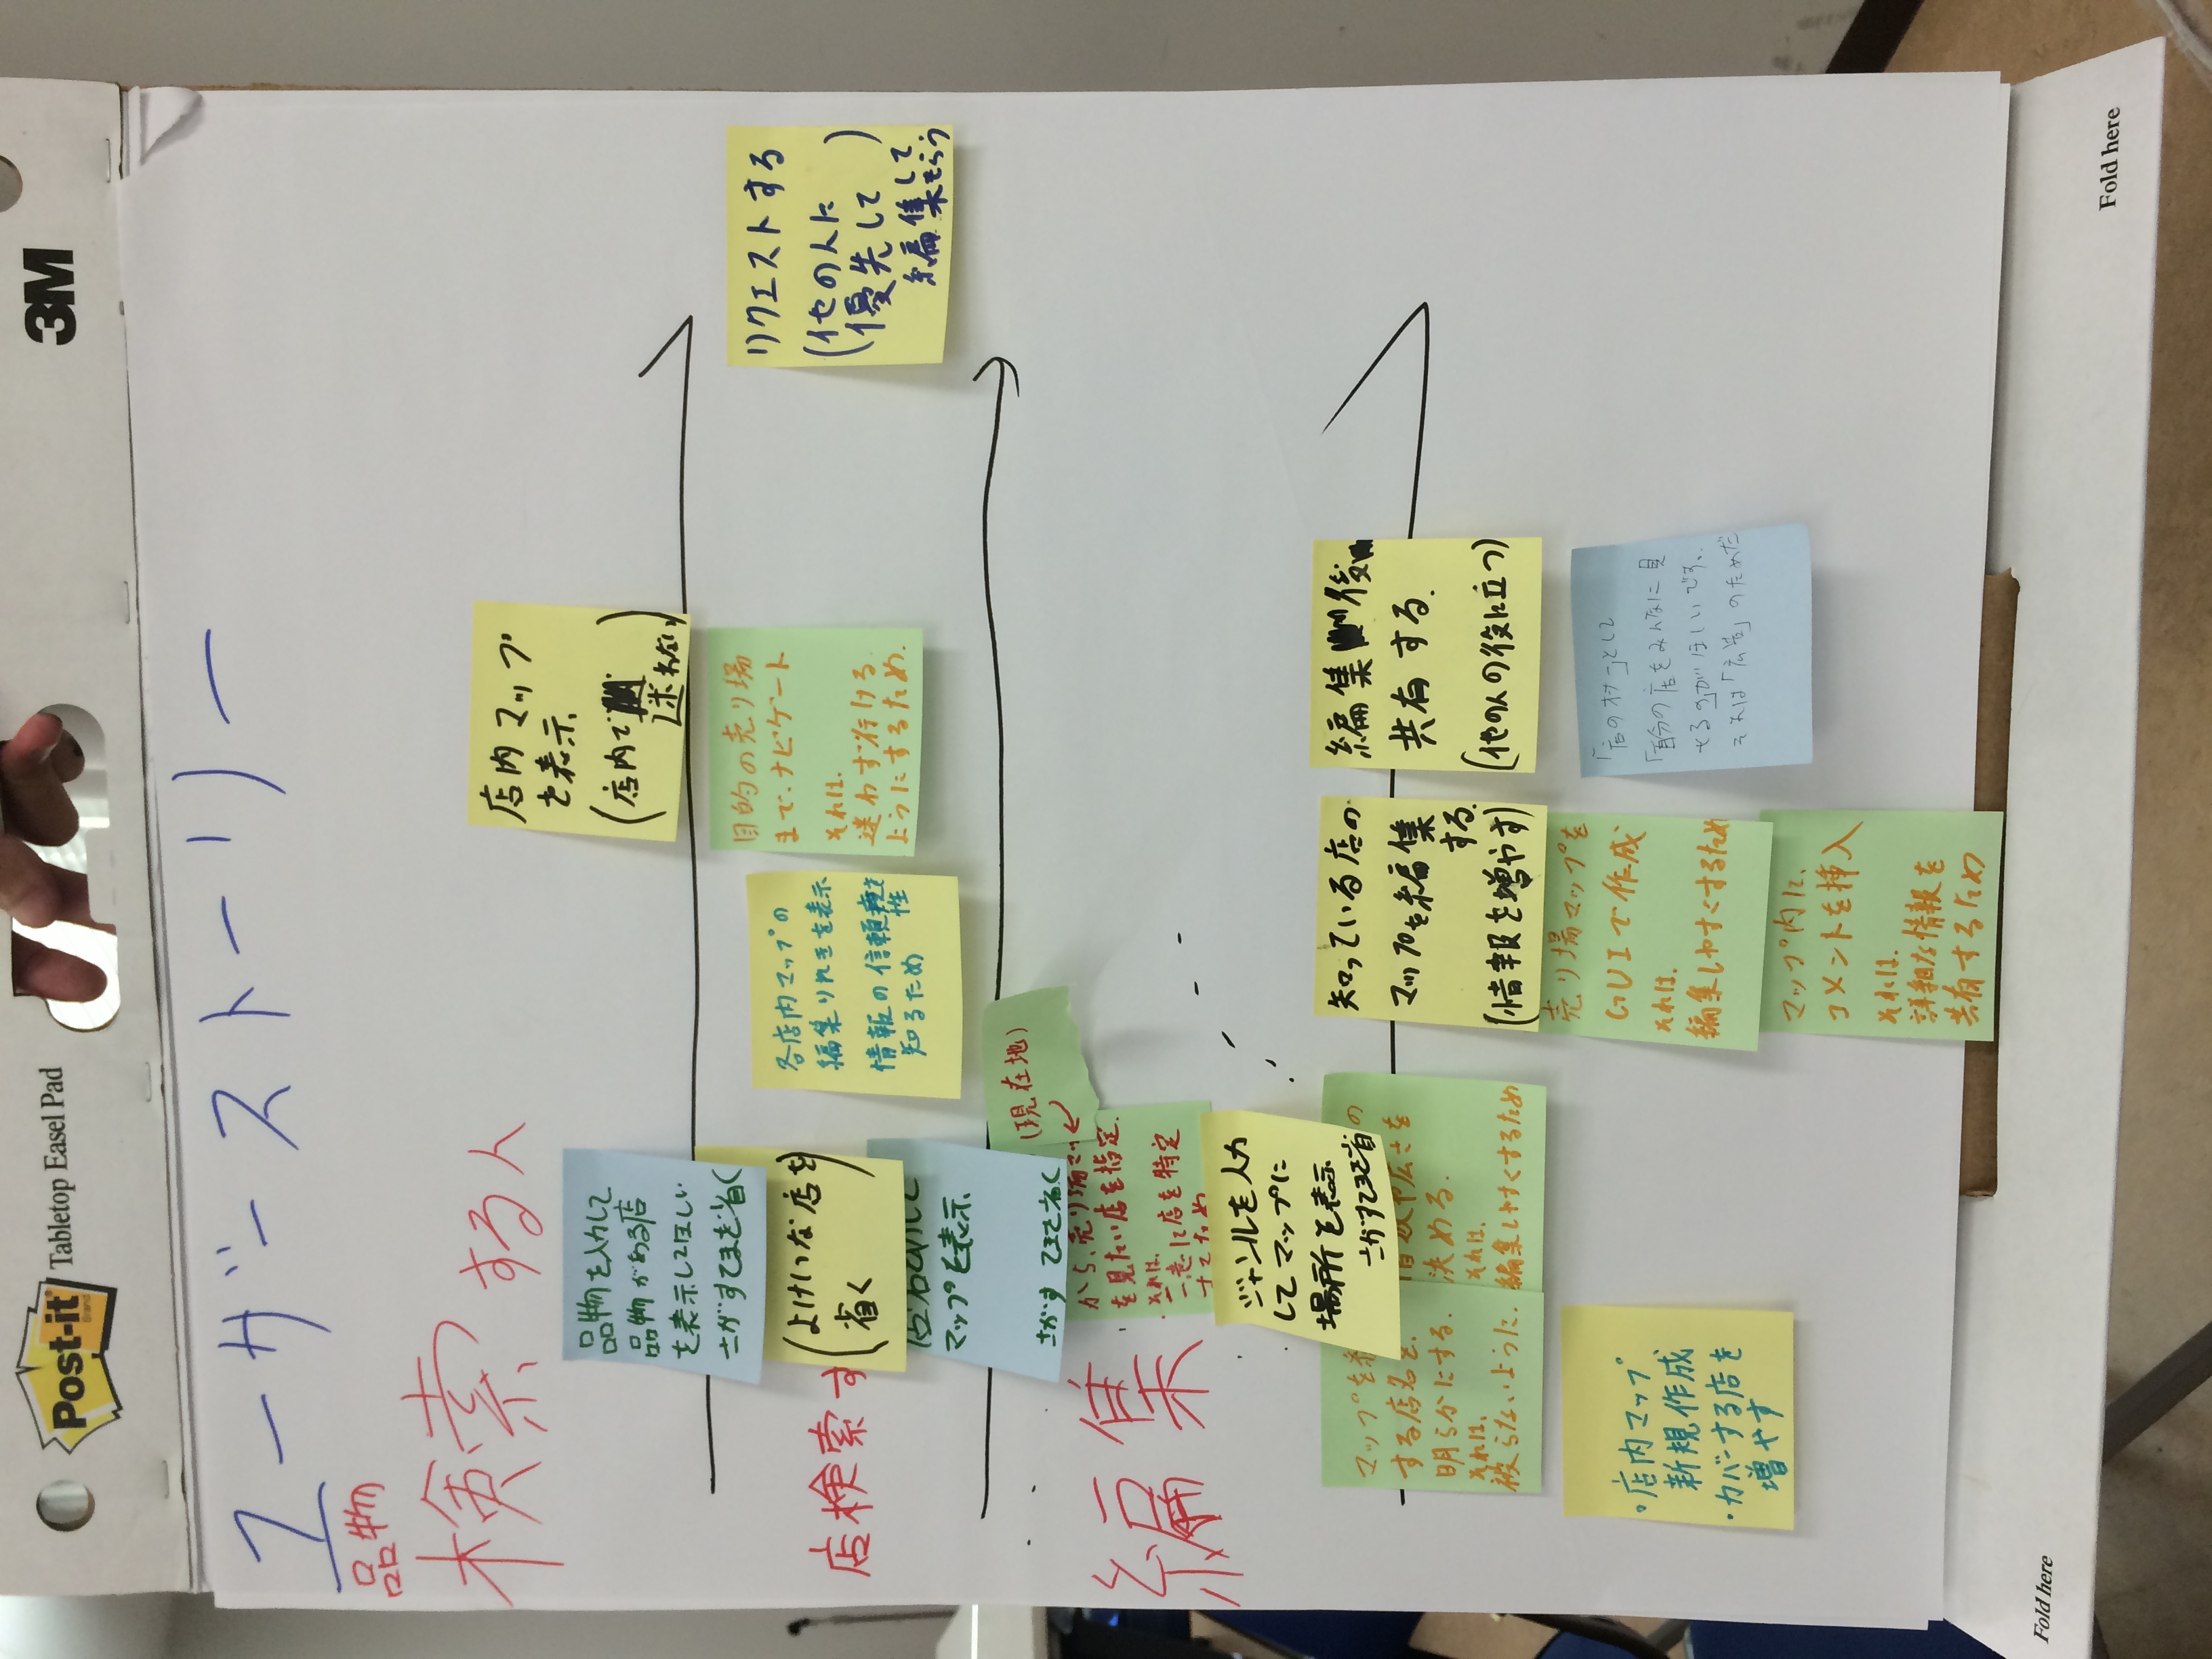 Post-it
Brand
Tabletop Easel Pad
3M
ユーザーストーリー
品物
検索する人
店内マップ
を表示
(店内で
迷わない)
品物を入力して
品物がある店
を表示してほしい
さがすてまを省く
店検索す
(よけいな店を
省く)
各店内マップの
編集りれきを表示
情報の信頼性を
知るため
目的の売り場
まで、ナビゲート
それは、
迷わず行ける
ようにするため.
リクエストする
(他の人に
優先して
編集して
もらう)
マップを表示
さがすてまを省く
(現在地)
から、売り場マッ
を見たい店を指定.
それは、
一意に店を特定
するため
編集
ジャンルを入力
してマップに
場所を表示
さがすてまを省
マップを
する店名を、
明らかにする.
それは、
被らないように.
の
広さを
決める.
それは、
編集しやすくするため
知っている店の
マップを編集
する.
(情報を増やす)
編集後
共有する.
(他の人の役に立つ)
・店内マップ
新規作成
・カバーする店を
増やす
売り場マップを
GUIで作成
それは、
編集しやすくするため
「自分の店をみんなに見
せるの」がほしいです。
それは「広告」のためだ
マップ内に、
コメントを挿入
それは、
詳細な情報を
共有するため
Fold here
Fold here